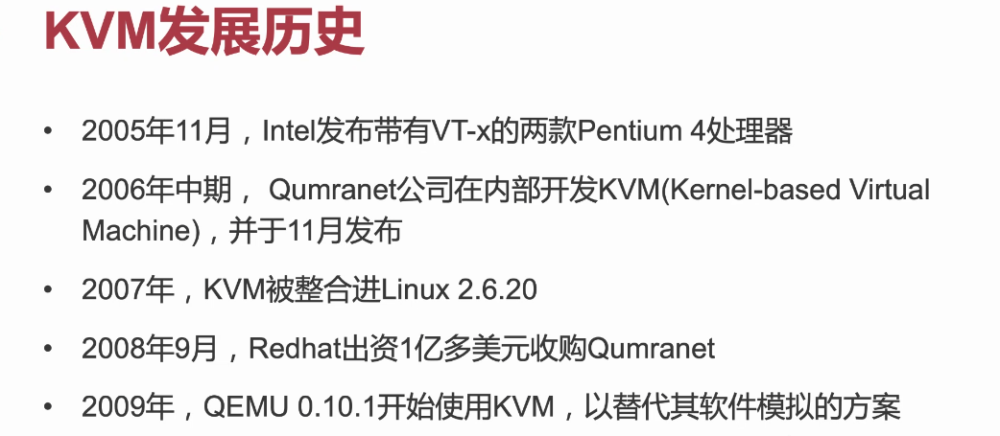 KVM发展历史
• 2005年11月，Intel发布带有VT-x的两款Pentium 4处理器
• 2006年中期， Qumranet公司在内部开发KVM(Kernel-based Virtual
Machine)，并于11月发布
• 2007年，KVM被整合进Linux 2.6.20
• 2008年9月，Redhat出资1亿多美元收购Qumranet
• 2009年，QEMU 0.10.1开始使用KVM，以替代其软件模拟的方案